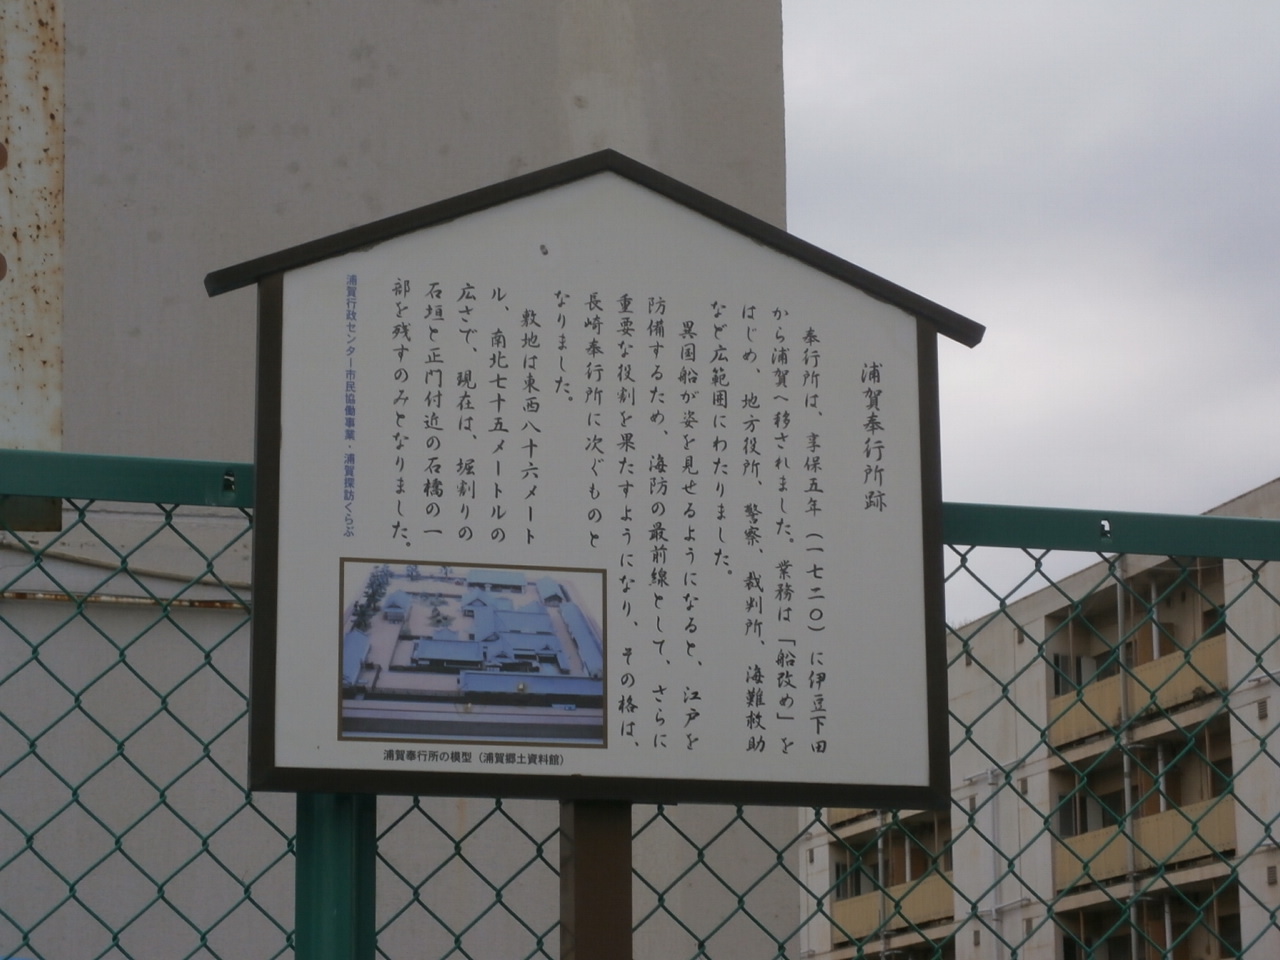 浦賀奉行所跡
奉行所は、享保五年(一七二〇)に伊豆下田
から浦賀へ移されました。業務は「船改め」を
はじめ、地方役所、警察、裁判所、海難救助
など広範囲にわたりました。
異国船が姿を見せるようになると、江戸を
防備するため、海防の最前線として、さらに
重要な役割を果たすようになり、その格は、
長崎奉行所に次ぐものと
なりました。
敷地は東西八十六メート
ル、南北七十五メートルの
広さで、現在は、堀割りの
石垣と正門付近の石橋の一
部を残すのみとなりました。
浦賀行政センター市民協働事業・浦賀探訪くらぶ
浦賀奉行所の模型(浦賀郷土資料館)